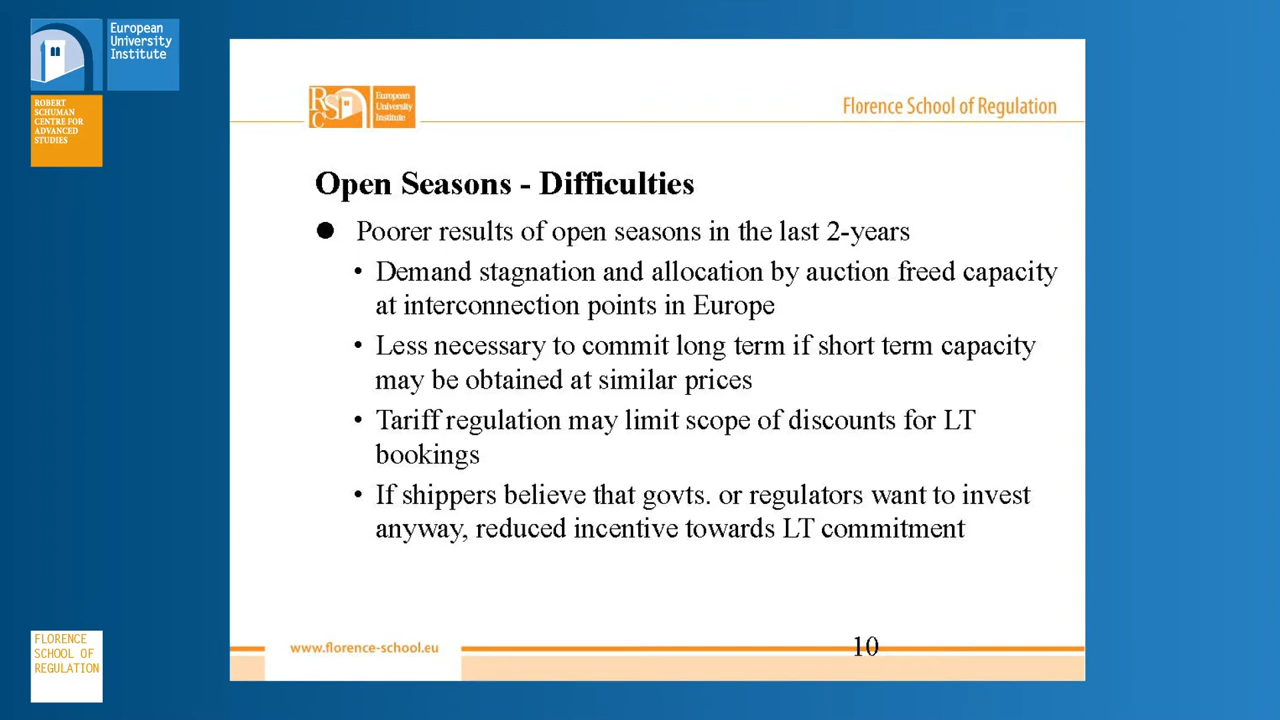 European
University
Institute
ROBERT
SCHUMAN
CENTRE FOR
ADVANCED
STUDIES
RSC
European
University
Institute
Florence School of Regulation
Open Seasons - Difficulties
● Poorer results of open seasons in the last 2-years
• Demand stagnation and allocation by auction freed capacity
at interconnection points in Europe
• Less necessary to commit long term if short term capacity
may be obtained at similar prices
• Tariff regulation may limit scope of discounts for LT
bookings
• If shippers believe that govts. or regulators want to invest
anyway, reduced incentive towards LT commitment
www.florence-school.eu
10
FLORENCE
SCHOOL OF
REGULATION